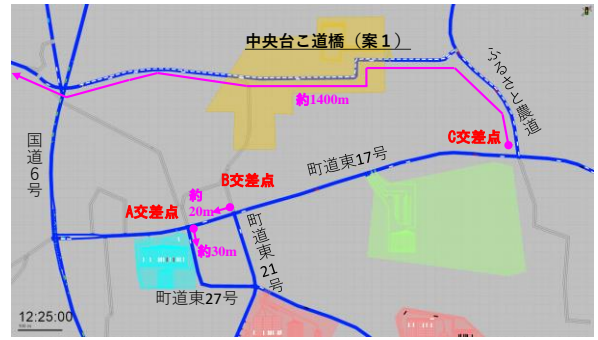 中央台こ道橋（案１）
ふるさと農道
約1400m
C交差点
国道６号
町道東17号
B交差点
約
20m
A交差点
約30m
町道東21号
町道東27号
12:25:00